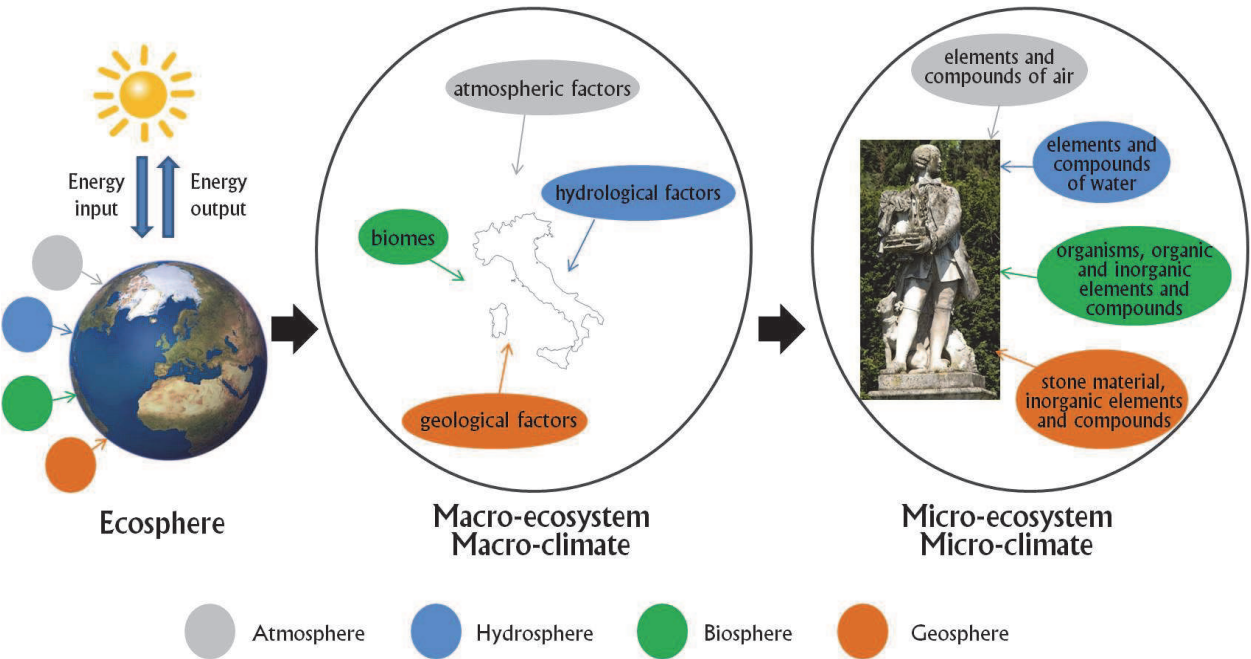 Energy
input
Energy
output
Ecosphere
atmospheric factors
hydrological factors
biomes
geological factors
Macro-ecosystem
Macro-climate
elements and
compounds of air
elements and
compounds
of water
organisms, organic
and inorganic
elements and
compounds
stone material,
inorganic elements
and compounds
Micro-ecosystem
Micro-climate
Atmosphere
Hydrosphere
Biosphere
Geosphere